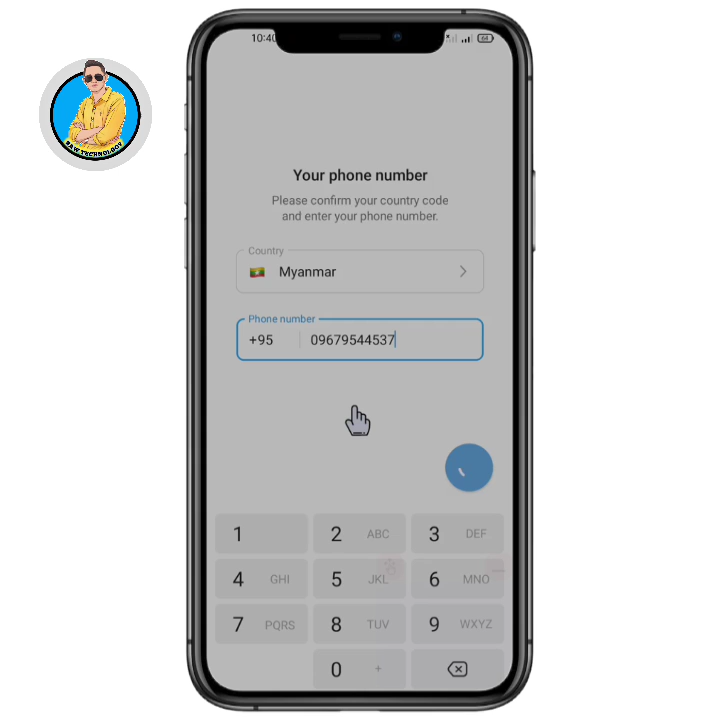 10:40
64
Your phone number
Please confirm your country code
and enter your phone number.
Country
Myanmar
Phone number
+95 09679544537
1
2 ABC
3 DEF
4 GHI
5 JKL
6 MNO
7 PQRS
8 TUV
9 WXYZ
0 +
TECHNOLOGY